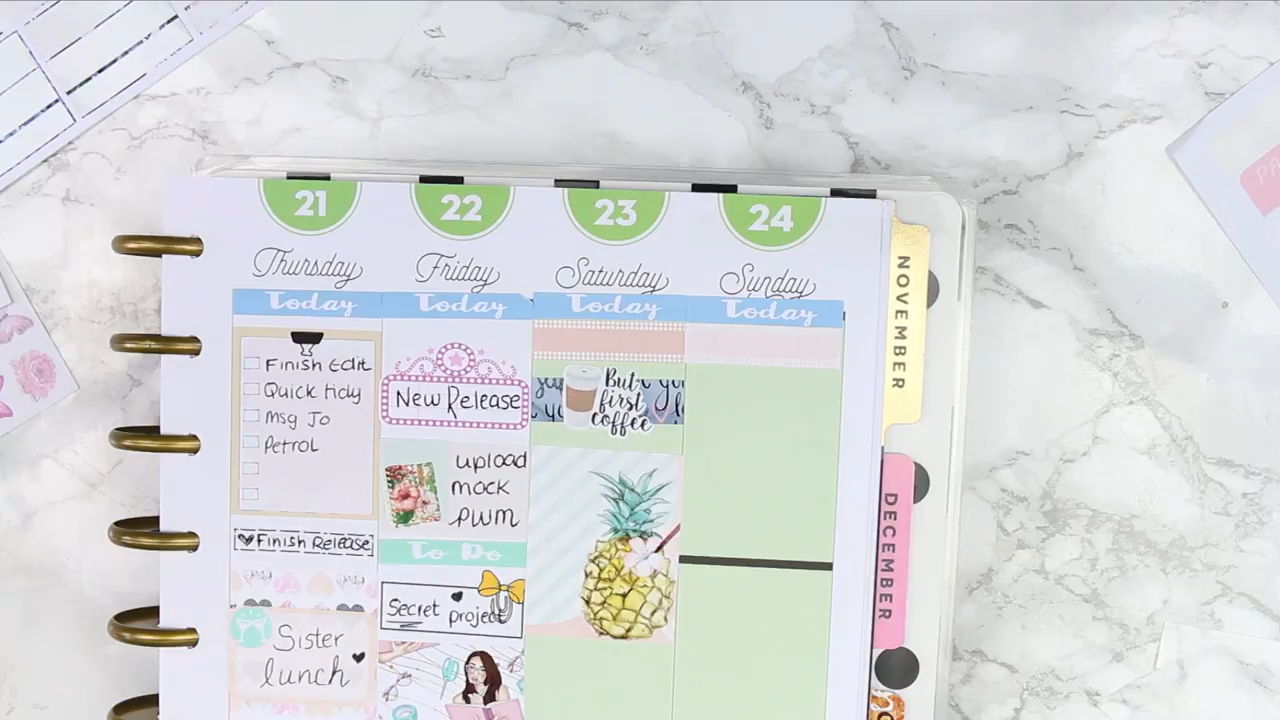 21 22 23 24
Thursday Friday Saturday Sunday
Today Today Today Today
Finish Edit
Quick tidy
Msg Jo
Petrol
Finish Release
Sister
lunch
New Release
upload
mock
pwm
To Do
Secret project
But
first
coffee
NOVEMBER
DECEMBER